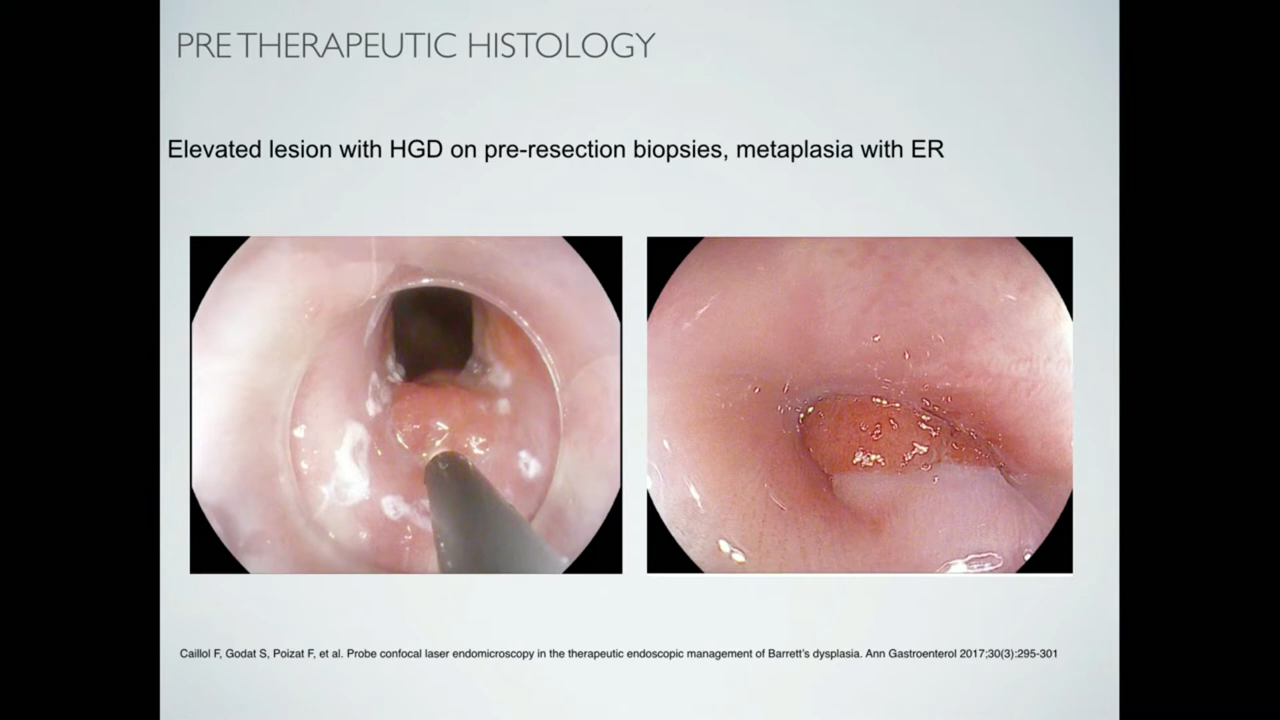 PRE THERAPEUTIC HISTOLOGY
Elevated lesion with HGD on pre-resection biopsies, metaplasia with ER
Caillol F, Godat S, Poizat F, et al. Probe confocal laser endomicroscopy in the therapeutic endoscopic management of Barrett’s dysplasia. Ann Gastroenterol 2017;30(3):295-301